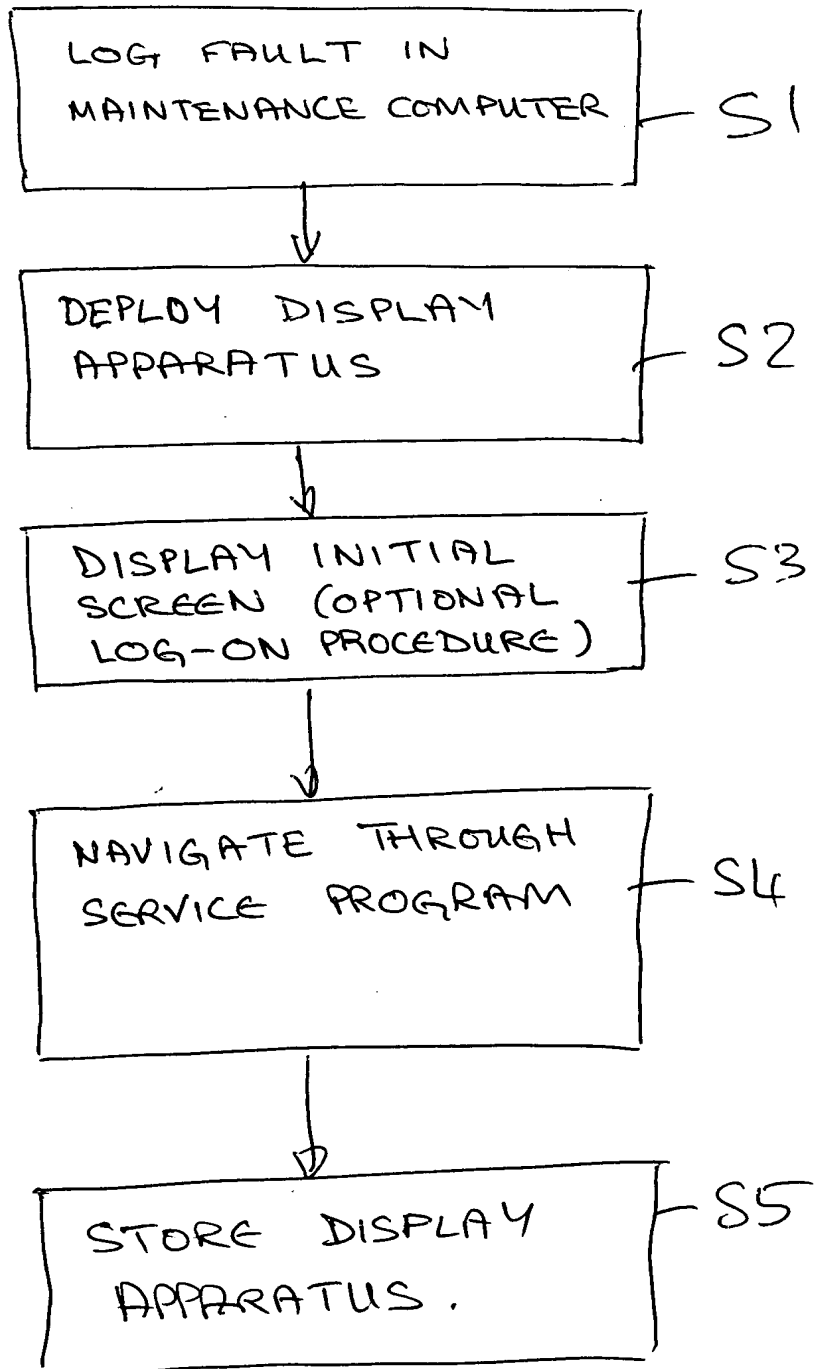 LOG FAULT IN
MAINTENANCE COMPUTER
S1
DEPLOY DISPLAY
APPARATUS
S2
DISPLAY INITIAL
SCREEN (OPTIONAL
LOG-ON PROCEDURE)
S3
NAVIGATE THROUGH
SERVICE PROGRAM
S4
STORE DISPLAY
APPARATUS.
S5